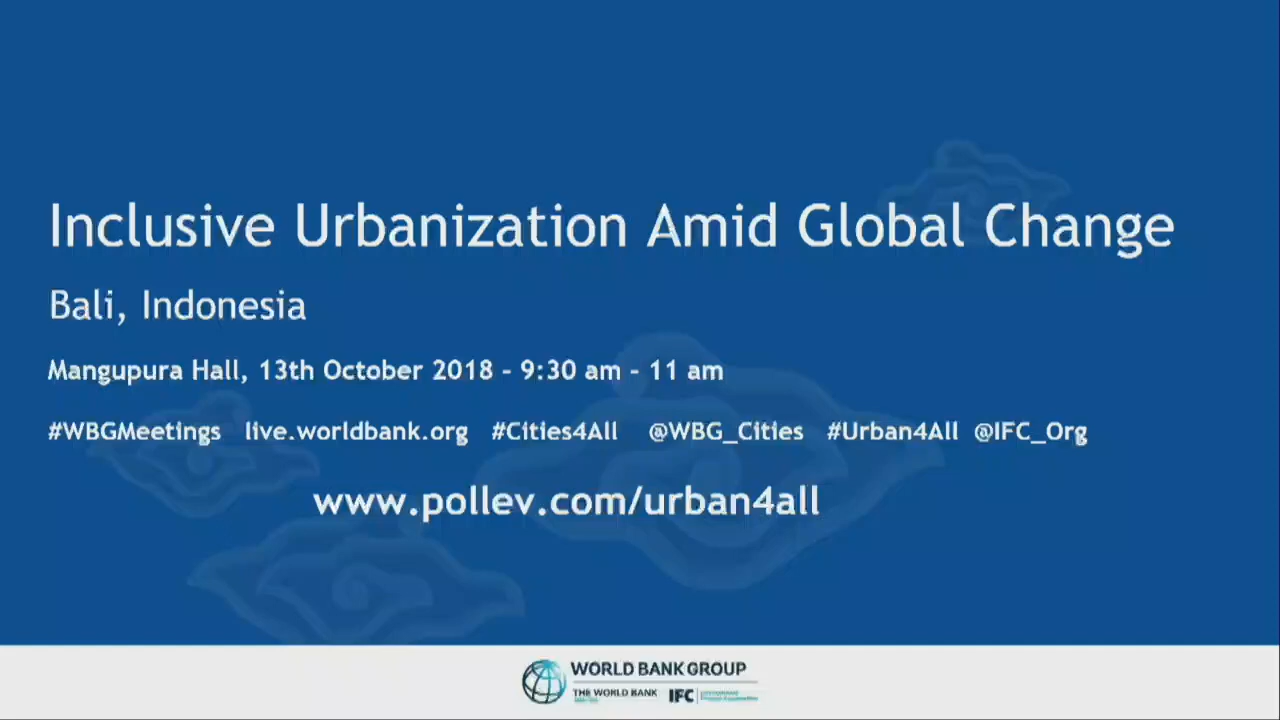 Inclusive Urbanization Amid Global Change
Bali, Indonesia
Mangupura Hall, 13th October 2018 - 9:30 am - 11 am
#WBGMeetings live.worldbank.org #Cities4All @WBG_Cities #Urban4All @IFC_Org
www.pollev.com/urban4all
WORLD BANK GROUP
THE WORLD BANK IFC